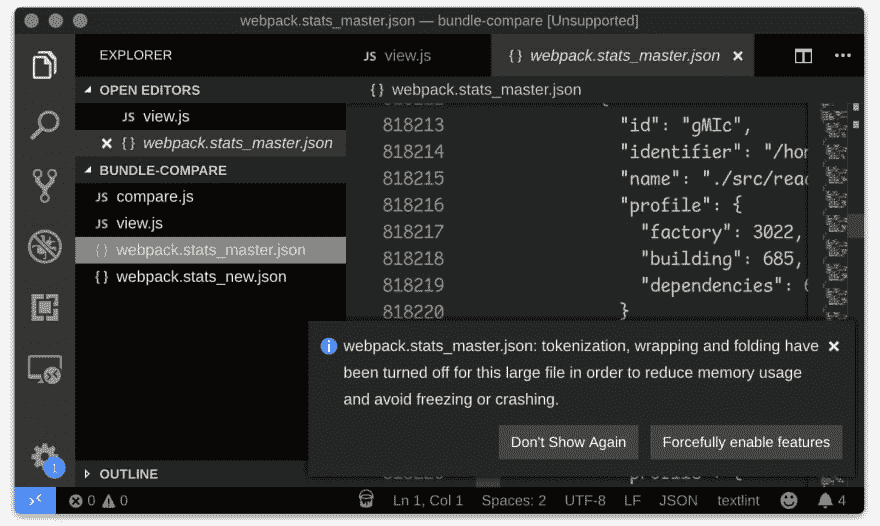 webpack.stats_master.json — bundle-compare [Unsupported]
EXPLORER
JS view.js
{ } webpack.stats_master.json ×
OPEN EDITORS
JS view.js
× { } webpack.stats_master.json
BUNDLE-COMPARE
JS compare.js
JS view.js
{ } webpack.stats_master.json
{ } webpack.stats_new.json
OUTLINE
{ } webpack.stats_master.json
818213 "id": "gMIc",
818214 "identifier": "/hor
818215 "name": "./src/reac
818216 "profile": {
818217 "factory": 3022,
818218 "building": 685,
818219 "dependencies": 6
818220 }
webpack.stats_master.json: tokenization, wrapping and folding have
been turned off for this large file in order to reduce memory usage
and avoid freezing or crashing.
Don't Show Again
Forcefully enable features
1
0 0
Ln 1, Col 1 Spaces: 2 UTF-8 LF JSON textlint 4